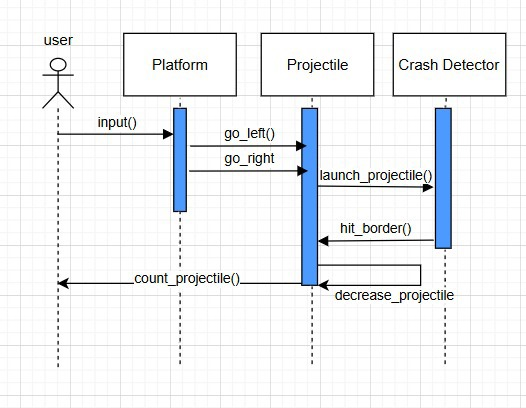 user
Platform
Projectile
Crash Detector
input()
go_left()
go_right
launch_projectile()
hit_border()
count_projectile()
decrease_projectile